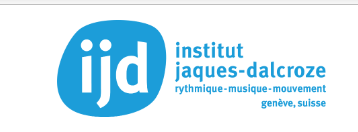 ijd
institut
jaques-dalcroze
rythmique-musique-mouvement
genève, suisse